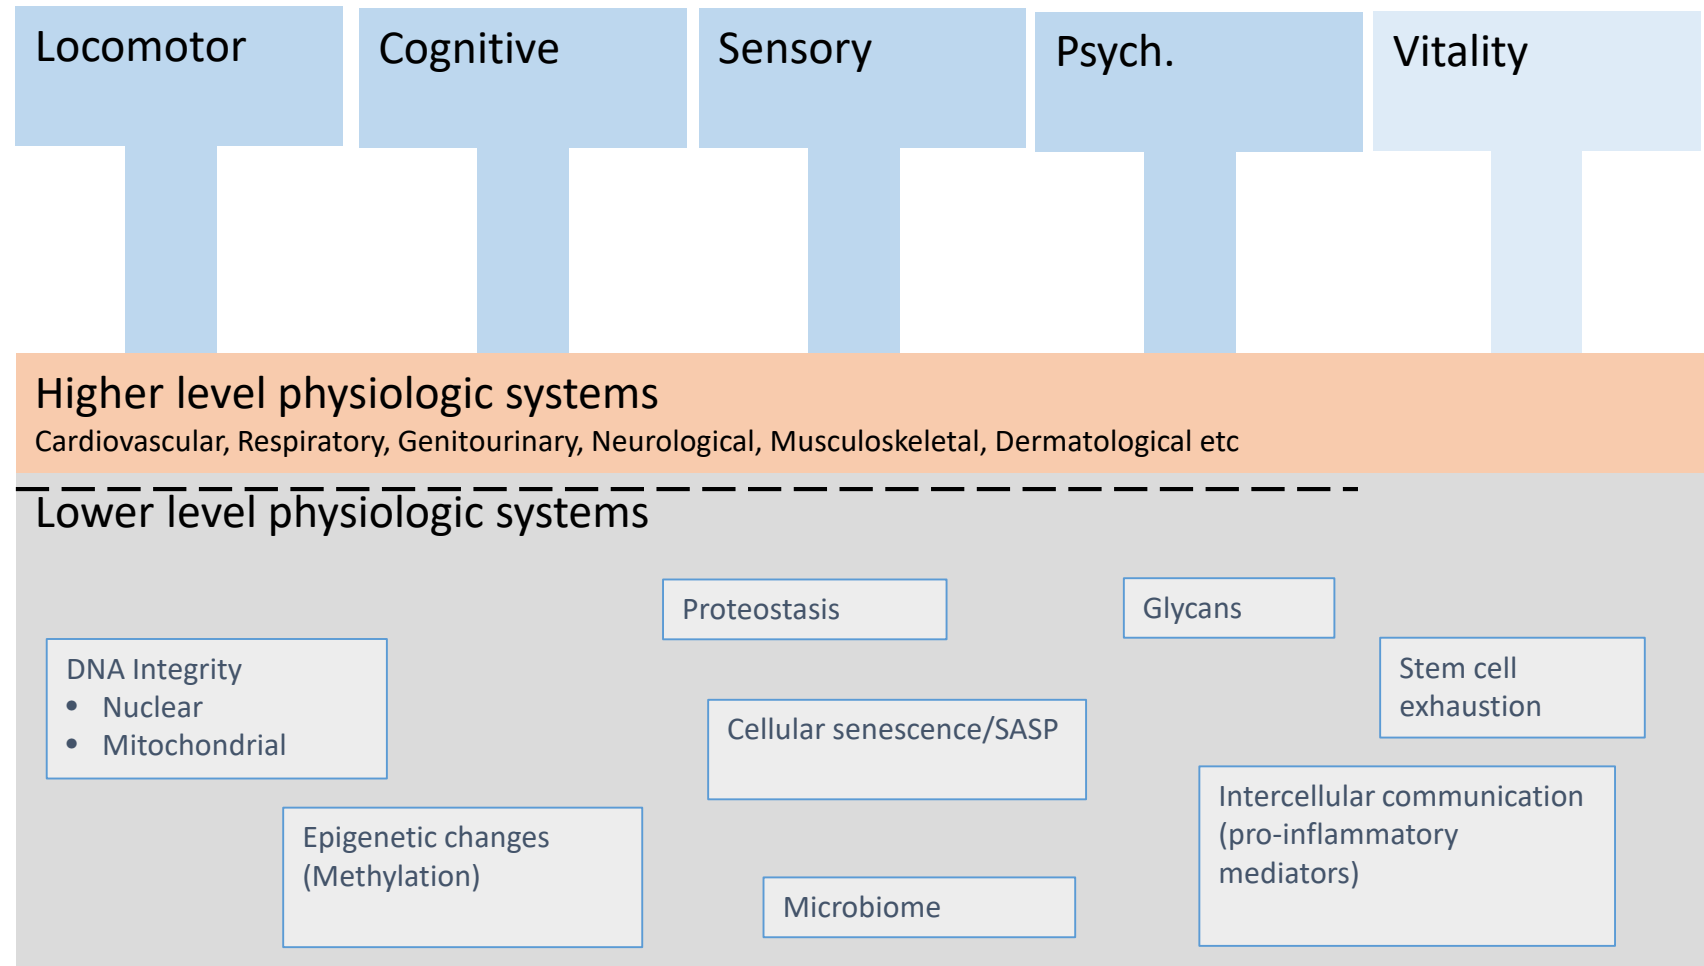 Locomotor
Cognitive
Sensory
Psych.
Vitality
Higher level physiologic systems
Cardiovascular, Respiratory, Genitourinary, Neurological, Musculoskeletal, Dermatological etc
Lower level physiologic systems
Proteostasis
Glycans
DNA Integrity
• Nuclear
• Mitochondrial
Stem cell
exhaustion
Cellular senescence/SASP
Intercellular communication
(pro-inflammatory
mediators)
Epigenetic changes
(Methylation)
Microbiome